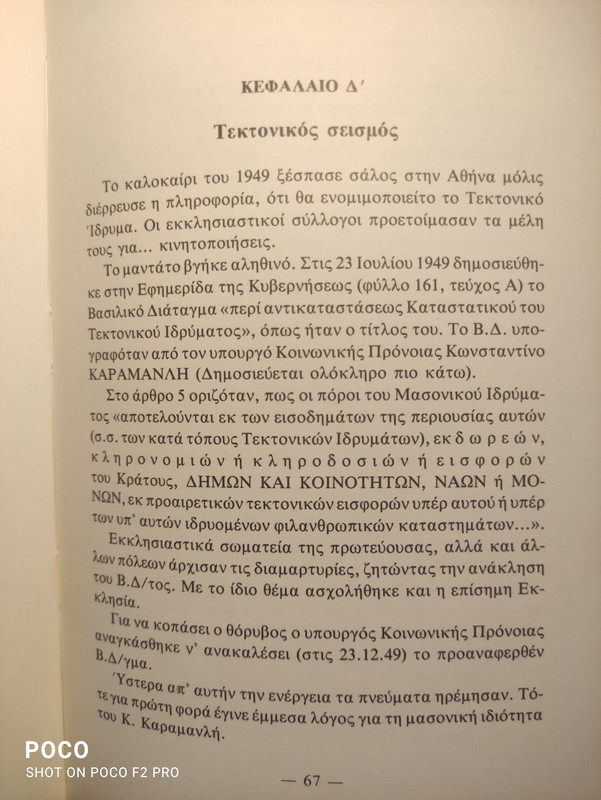 ΚΕΦΑΛΑΙΟ Δ'
Τεκτονικός σεισμός
Το καλοκαίρι του 1949 ξέσπασε σάλος στην Αθήνα μόλις
διέρρευσε η πληροφορία, ότι θα ενομιμοποιείτο το Τεκτονικό
Ίδρυμα. Οι εκκλησιαστικοί σύλλογοι προετοίμασαν τα μέλη
τους για... κινητοποιήσεις.
Το μαντάτο βγήκε αληθινό. Στις 23 Ιουλίου 1949 δημοσιεύθη-
κε στην Εφημερίδα της Κυβερνήσεως (φύλλο 161, τεύχος Α) το
Βασιλικό Διάταγμα «περί αντικαταστάσεως Καταστατικού του
Τεκτονικού Ιδρύματος», όπως ήταν ο τίτλος του. Το Β.Δ. υπο-
γραφόταν από τον υπουργό Κοινωνικής Πρόνοιας Κωνσταντίνο
ΚΑΡΑΜΑΝΛΗ (Δημοσιεύεται ολόκληρο πιο κάτω).
Στο άρθρο 5 οριζόταν, πως οι πόροι του Μασονικού Ιδρύμα-
τος «αποτελούνται εκ των εισοδημάτων της περιουσίας αυτών
(σ.σ. των κατά τόπους Τεκτονικών Ιδρυμάτων), εκ δ ω ρ ε ώ ν,
κ λ η ρ ο ν ο μ ι ώ ν ή κ λ η ρ ο δ ο σ ι ώ ν ή ε ι σ φ ο ρ ώ ν
του Κράτους, ΔΗΜΩΝ ΚΑΙ ΚΟΙΝΟΤΗΤΩΝ, ΝΑΩΝ ή ΜΟ-
ΝΩΝ, εκ προαιρετικών τεκτονικών εισφορών υπέρ αυτού ή υπέρ
των υπ' αυτών ιδρυομένων φιλανθρωπικών καταστημάτων...».
Εκκλησιαστικά σωματεία της πρωτεύουσας, αλλά και άλ-
λων πόλεων άρχισαν τις διαμαρτυρίες, ζητώντας την ανάκληση
του Β.Δ/τος. Με το ίδιο θέμα ασχολήθηκε και η επίσημη Εκ-
κλησία.
Για να κοπάσει ο θόρυβος ο υπουργός Κοινωνικής Πρόνοιας
αναγκάσθηκε ν' ανακαλέσει (στις 23.12.49) το προαναφερθέν
Β.Δ/γμα.
Ύστερα απ' αυτήν την ενέργεια τα πνεύματα ηρέμησαν. Τό-
τε για πρώτη φορά έγινε έμμεσα λόγος για τη μασονική ιδιότητα
του Κ. Καραμανλή.
— 67 —
POCO
SHOT ON POCO F2 PRO